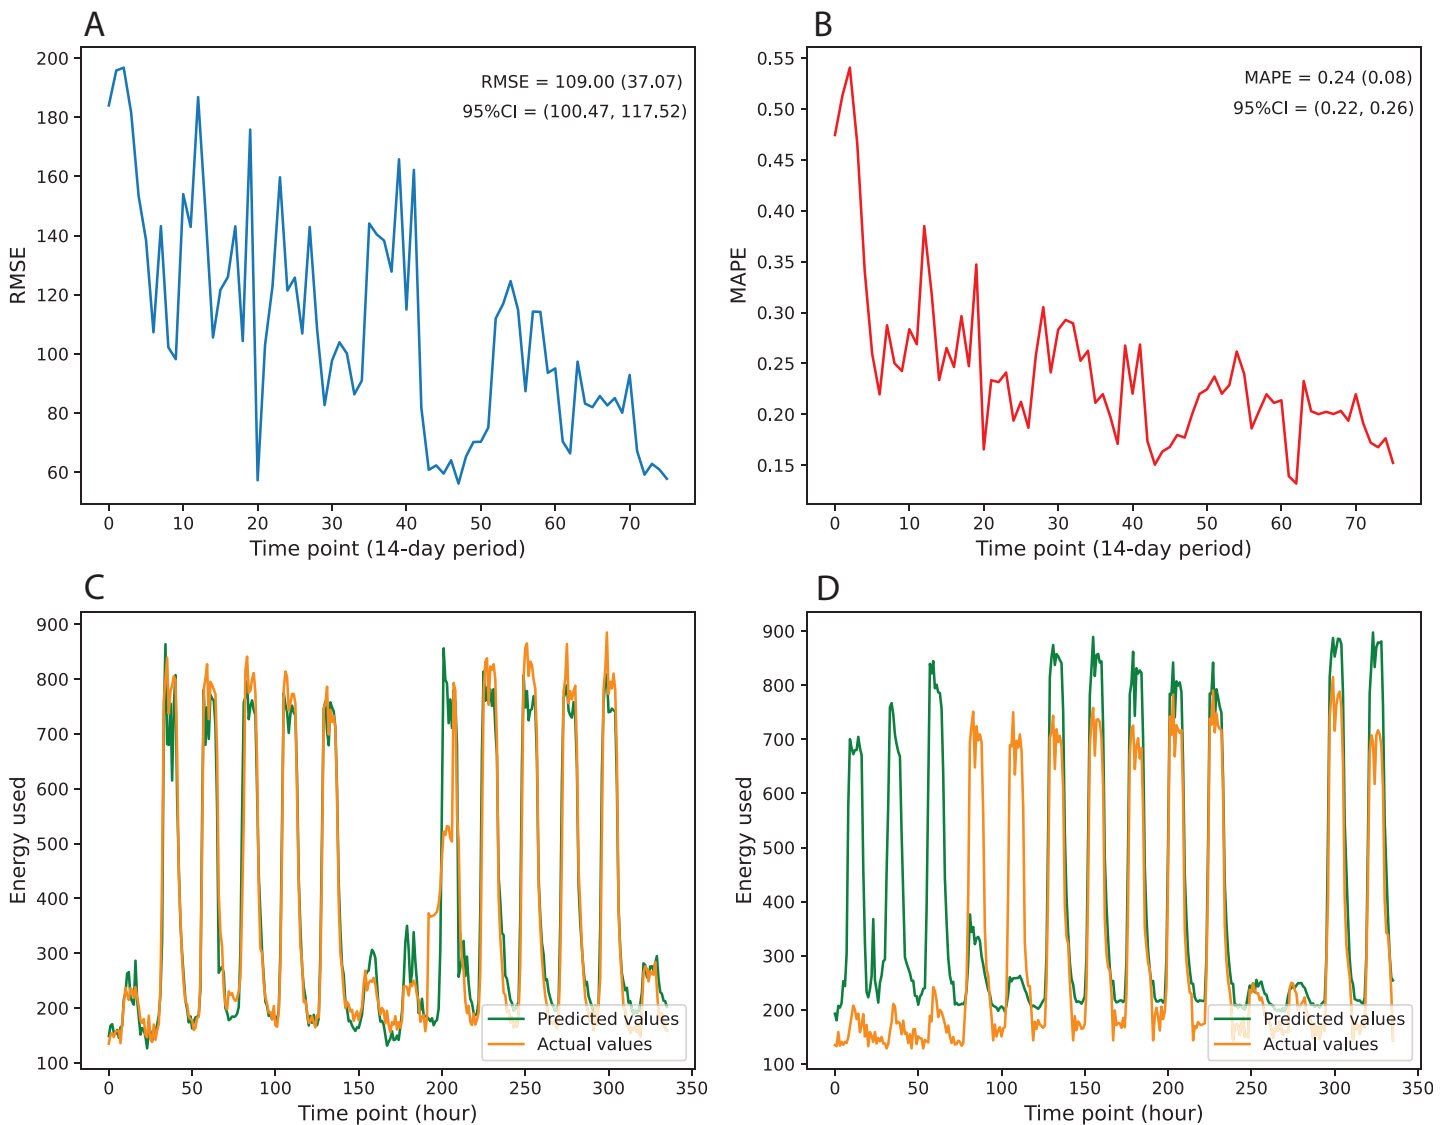 A
RMSE = 109.00 (37.07)
95%CI = (100.47, 117.52)
200
180
160
140
120
100
80
60
RMSE
0 10 20 30 40 50 60 70
Time point (14-day period)
B
MAPE = 0.24 (0.08)
95%CI = (0.22, 0.26)
0.55
0.50
0.45
0.40
0.35
0.30
0.25
0.20
0.15
MAPE
0 10 20 30 40 50 60 70
Time point (14-day period)
C
900
800
700
600
500
400
300
200
100
Energy used
Predicted values
Actual values
0 50 100 150 200 250 300 350
Time point (hour)
D
900
800
700
600
500
400
300
200
100
Energy used
Predicted values
Actual values
0 50 100 150 200 250 300 350
Time point (hour)